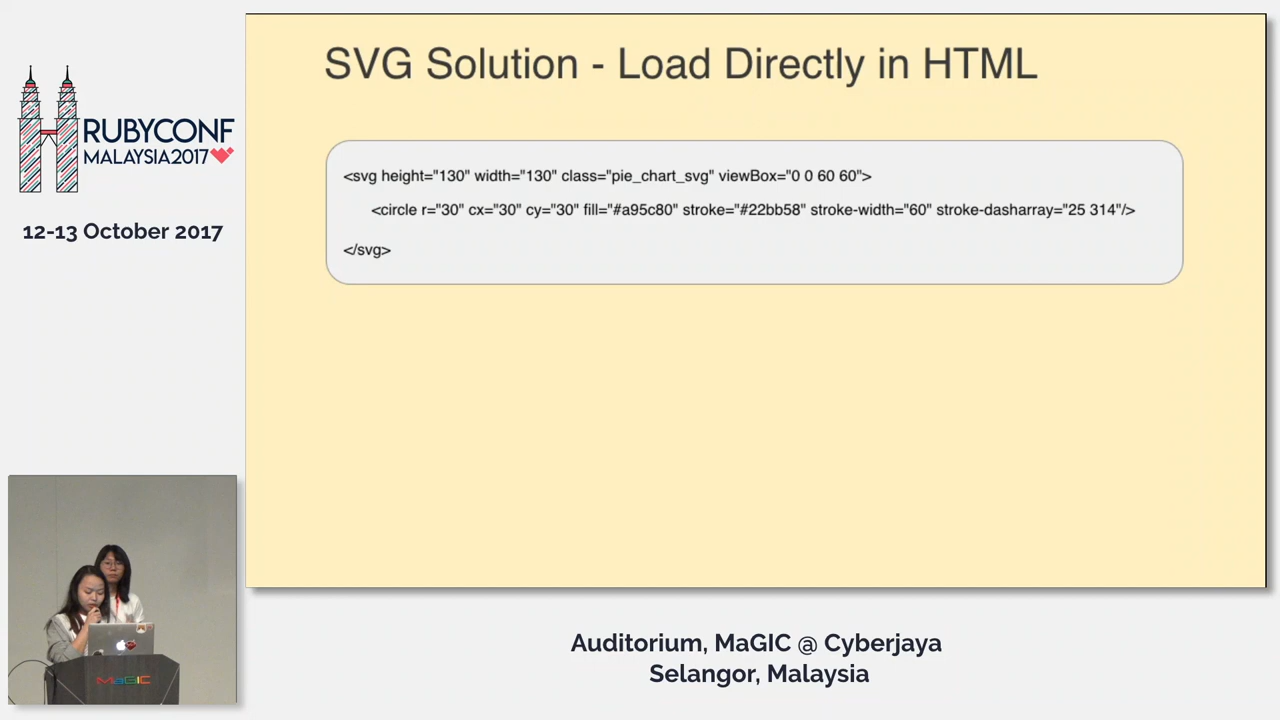 RUBYCONF
MALAYSIA2017
12-13 October 2017
SVG Solution - Load Directly in HTML
<svg height="130" width="130" class="pie_chart_svg" viewBox="0 0 60 60">
<circle r="30" cx="30" cy="30" fill="#a95c80" stroke="#22bb58" stroke-width="60" stroke-dasharray="25 314"/>
</svg>
MaGIC
Auditorium, MaGIC @ Cyberjaya
Selangor, Malaysia